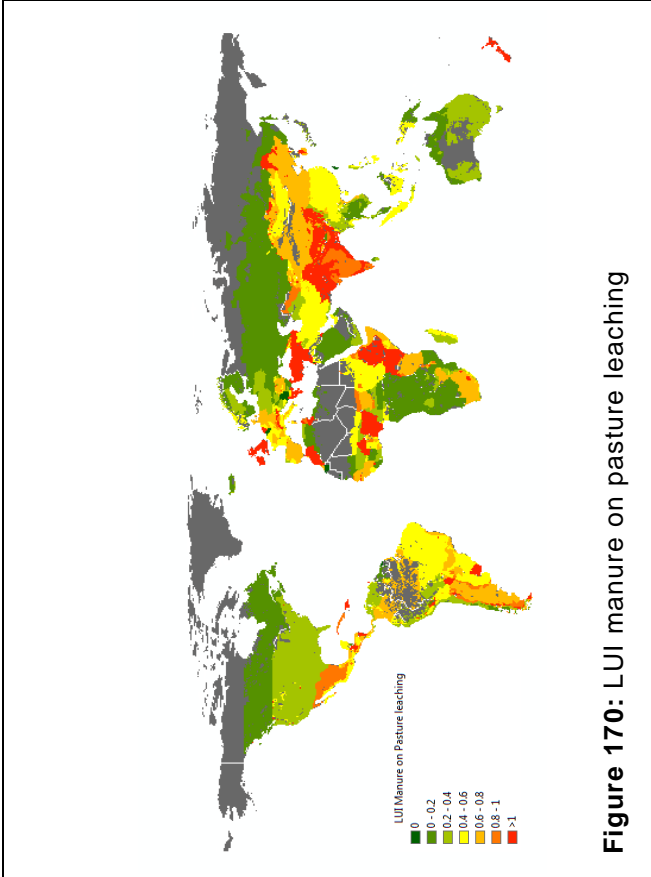 LUI Manure on Pasture leaching
0
0 - 0.2
0.2 - 0.4
0.4 - 0.6
0.6 - 0.8
0.8 - 1
>1
Figure 170: LUI manure on pasture leaching